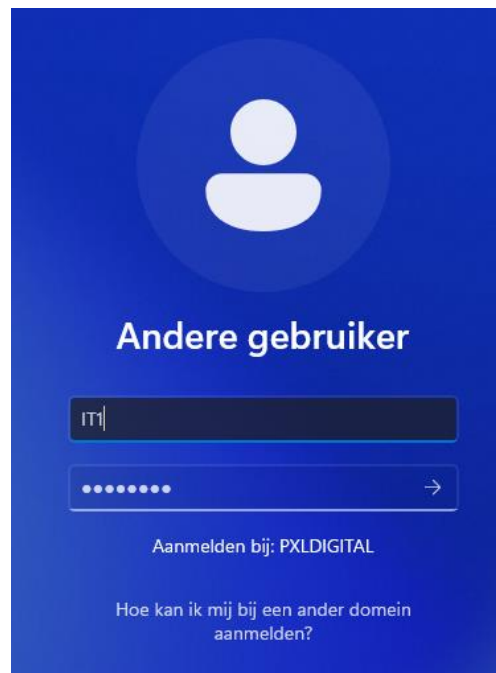 Andere gebruiker
IT1
Aanmelden bij: PXLDIGITAL
Hoe kan ik mij bij een ander domein
aanmelden?